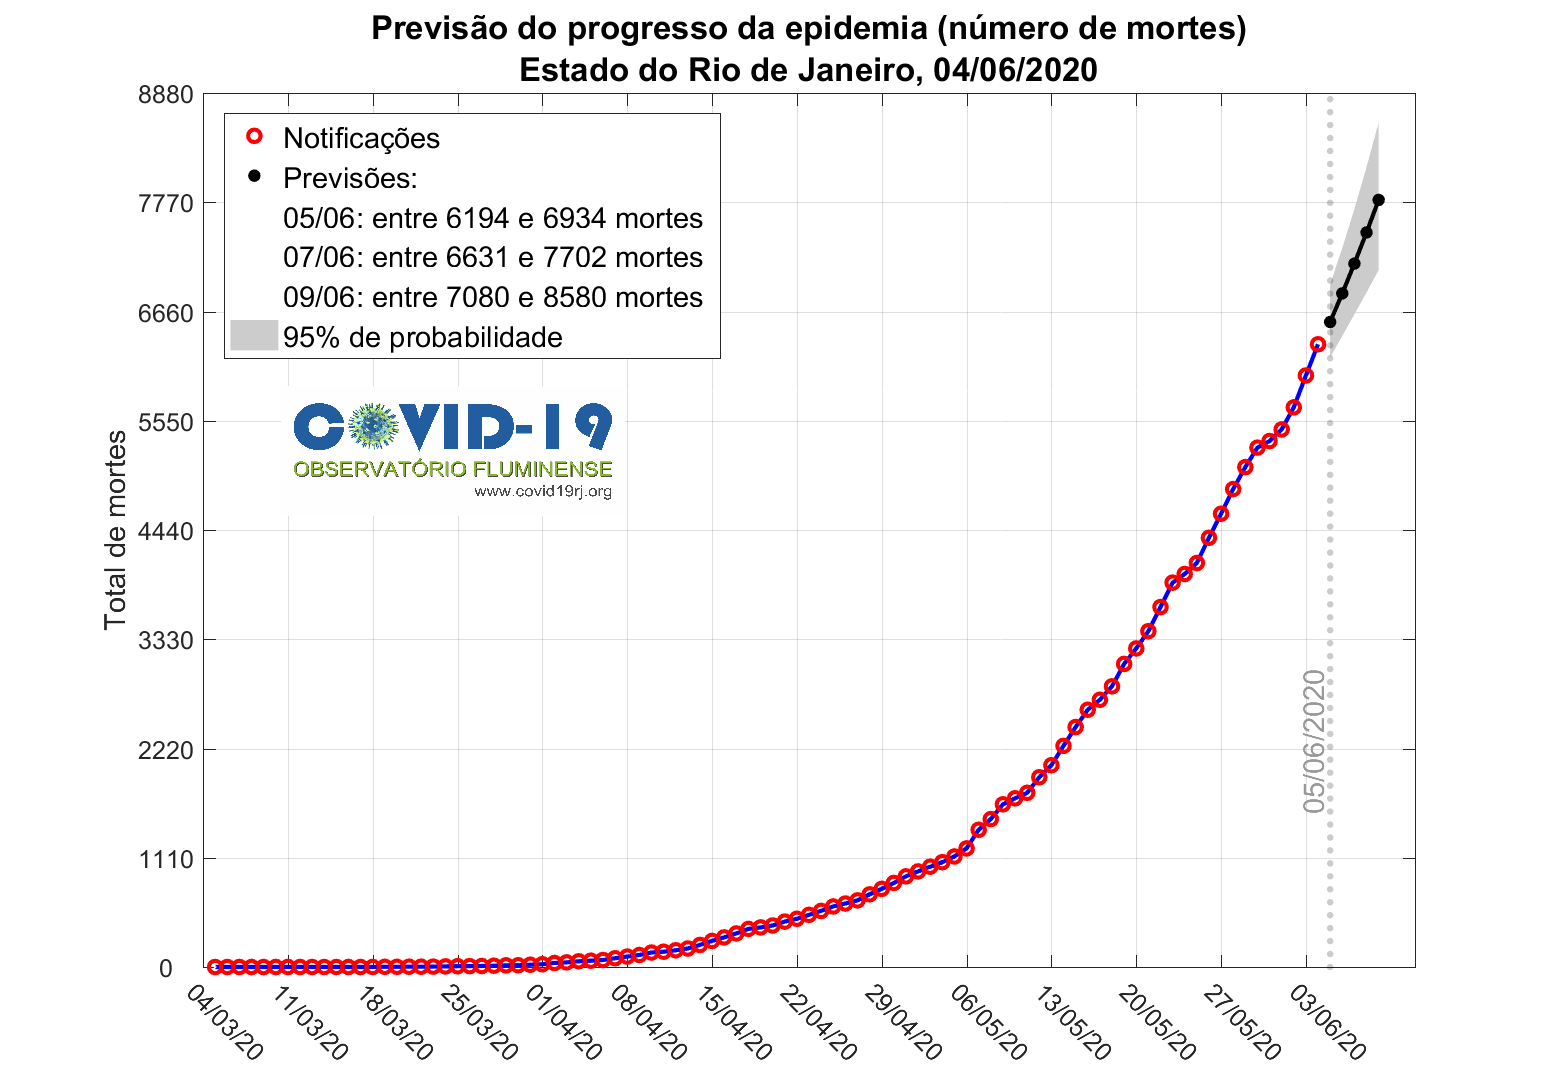 Previsão do progresso da epidemia (número de mortes)
Estado do Rio de Janeiro, 04/06/2020
8880
7770
6660
5550
4440
3330
2220
1110
0
Total de mortes
Notificações
Previsões:
05/06: entre 6194 e 6934 mortes
07/06: entre 6631 e 7702 mortes
09/06: entre 7080 e 8580 mortes
95% de probabilidade
COVID-19
OBSERVATÓRIO FLUMINENSE
www.covid19rj.org
05/06/2020
04/03/20
11/03/20
18/03/20
25/03/20
01/04/20
08/04/20
15/04/20
22/04/20
29/04/20
06/05/20
13/05/20
20/05/20
27/05/20
03/06/20